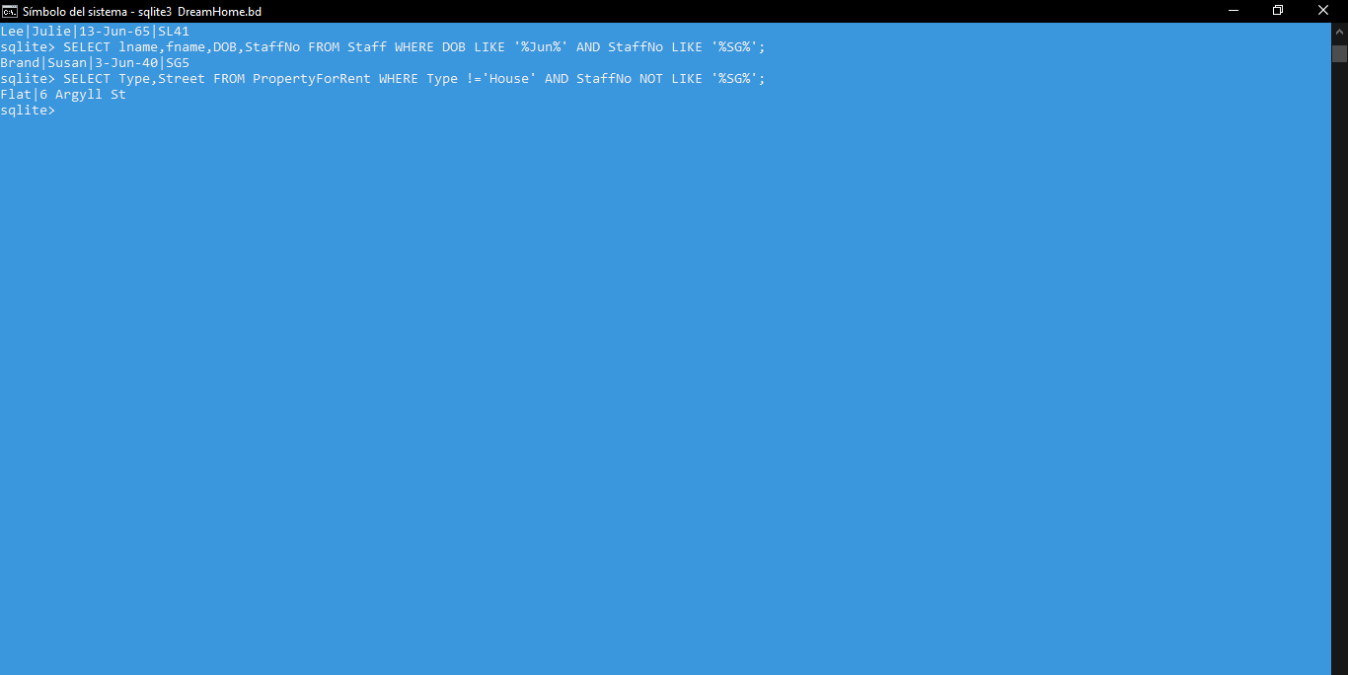 Símbolo del sistema - sqlite3 DreamHome.bd
Lee|Julie|13-Jun-65|SL41
sqlite> SELECT lname,fname,DOB,StaffNo FROM Staff WHERE DOB LIKE '%Jun%' AND StaffNo LIKE '%SG%';
Brand|Susan|3-Jun-40|SG5
sqlite> SELECT Type,Street FROM PropertyForRent WHERE Type !='House' AND StaffNo NOT LIKE '%SG%';
Flat|6 Argyll St
sqlite>